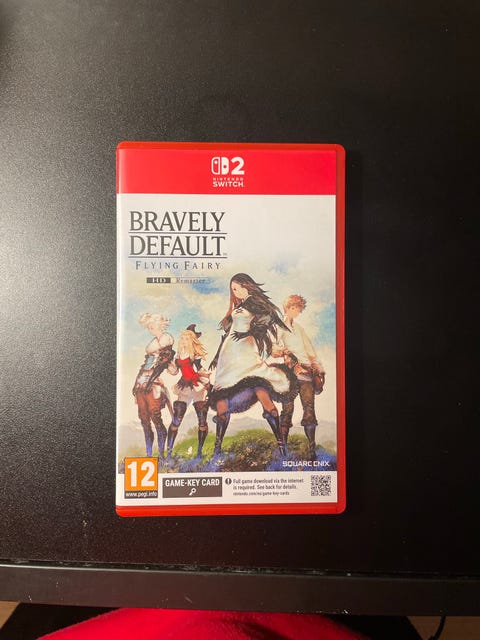 2
NINTENDO
SWITCH
BRAVELY
DEFAULT
FLYING FAIRY
HD Remaster
12
www.pegi.info
GAME-KEY CARD
Full game download via the internet
is required. See back for details.
nintendo.com/eu/game-key-cards
SQUARE ENIX